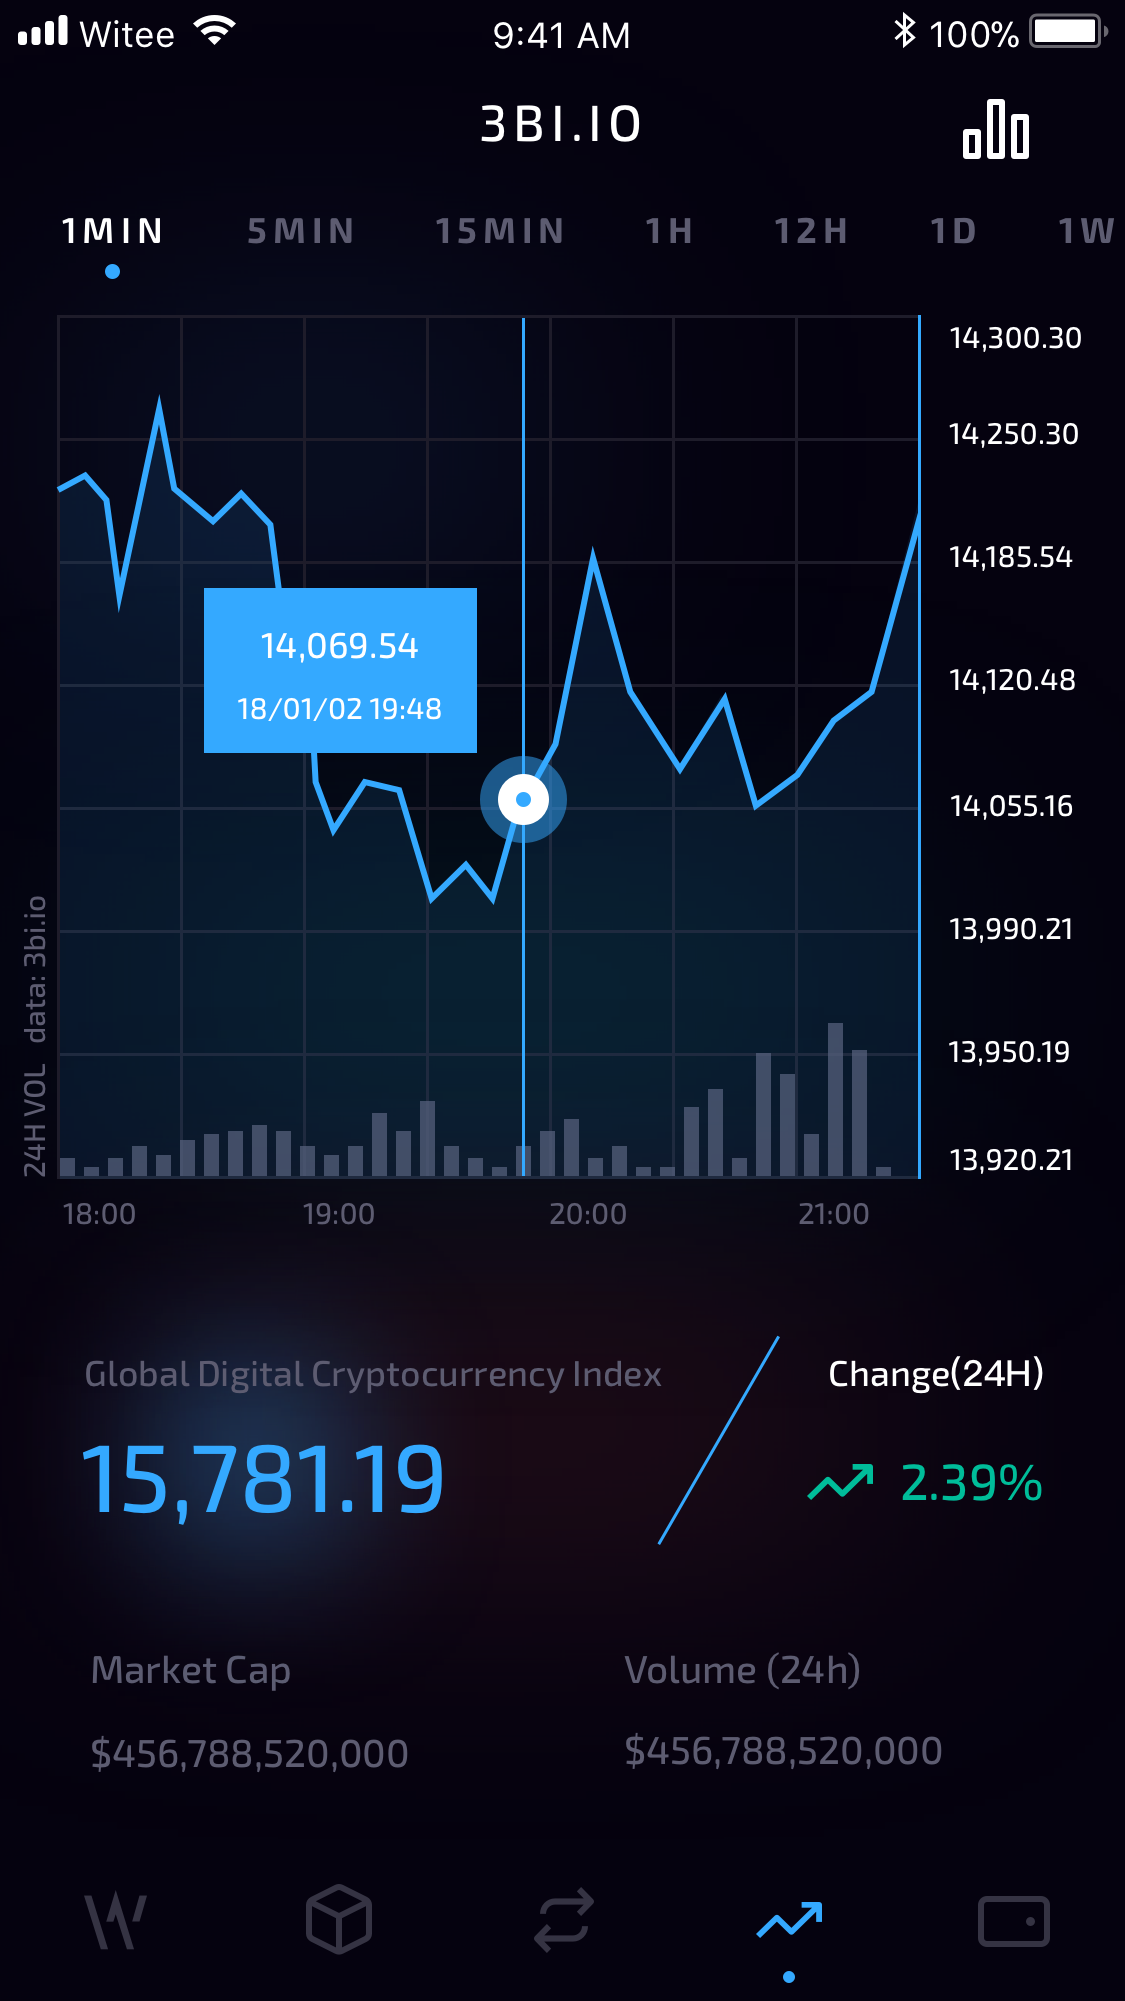 Witee
9:41 AM
100%
3BI.IO
1MIN 5MIN 15MIN 1H 12H 1D 1W
14,300.30
14,250.30
14,185.54
14,120.48
14,055.16
13,990.21
13,950.19
13,920.21
14,069.54
18/01/02 19:48
24H VOL data: 3bi.io
18:00 19:00 20:00 21:00
Global Digital Cryptocurrency Index
15,781.19
Change(24H)
2.39%
Market Cap
$456,788,520,000
Volume (24h)
$456,788,520,000